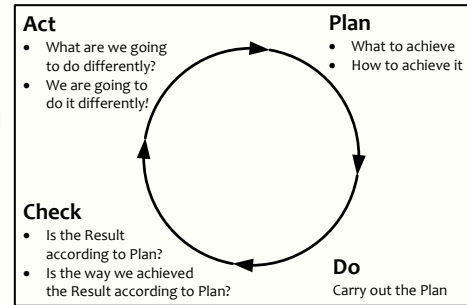 Act
• What are we going
to do differently?
• We are going to
do it differently!
Plan
• What to achieve
• How to achieve it
Check
• Is the Result
according to Plan?
• Is the way we achieved
the Result according to Plan?
Do
Carry out the Plan